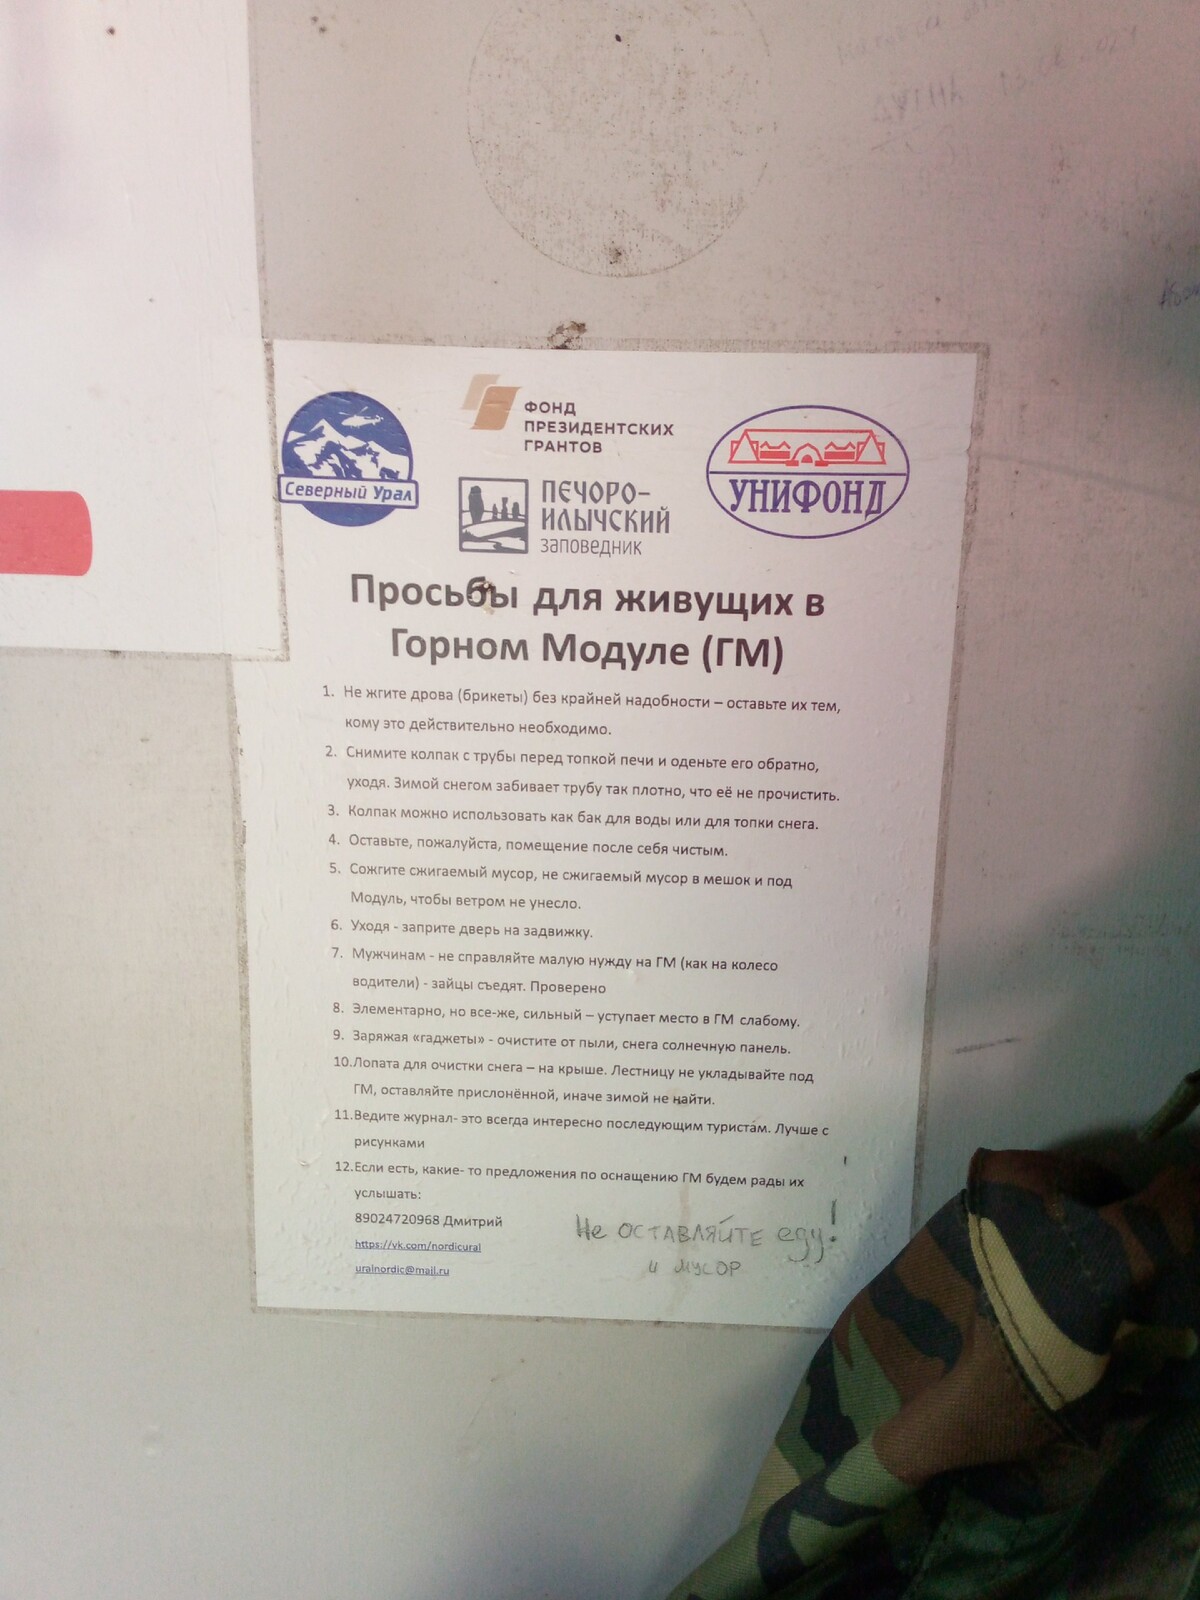 ФОНД
ПРЕЗИДЕНТСКИХ
ГРАНТОВ
Северный Урал
ПЕЧОРО-
ИЛЫЧСКИЙ
заповедник
УНИФОНД
Просьбы для живущих в
Горном Модуле (ГМ)
1. Не жгите дрова (брикеты) без крайней надобности – оставьте их тем,
кому это действительно необходимо.
2. Снимите колпак с трубы перед топкой печи и оденьте его обратно,
уходя. Зимой снегом забивает трубу так плотно, что её не прочистить.
3. Колпак можно использовать как бак для воды или для топки снега.
4. Оставьте, пожалуйста, помещение после себя чистым.
5. Сожгите сжигаемый мусор, не сжигаемый мусор в мешок и под
Модуль, чтобы ветром не унесло.
6. Уходя - заприте дверь на задвижку.
7. Мужчинам - не справляйте малую нужду на ГМ (как на колесо
водители) - зайцы съедят. Проверено
8. Элементарно, но все-же, сильный – уступает место в ГМ слабому.
9. Заряжая «гаджеты» - очистите от пыли, снега солнечную панель.
10.Лопата для очистки снега – на крыше. Лестницу не укладывайте под
ГМ, оставляйте прислонённой, иначе зимой не найти.
11.Ведите журнал- это всегда интересно последующим туристам. Лучше с
рисунками
12.Если есть, какие- то предложения по оснащению ГМ будем рады их
услышать:
89024720968 Дмитрий
https://vk.com/nordicural
uralnordic@mail.ru
Не ОСТАВЛЯЙТЕ еду!
и МУСОР